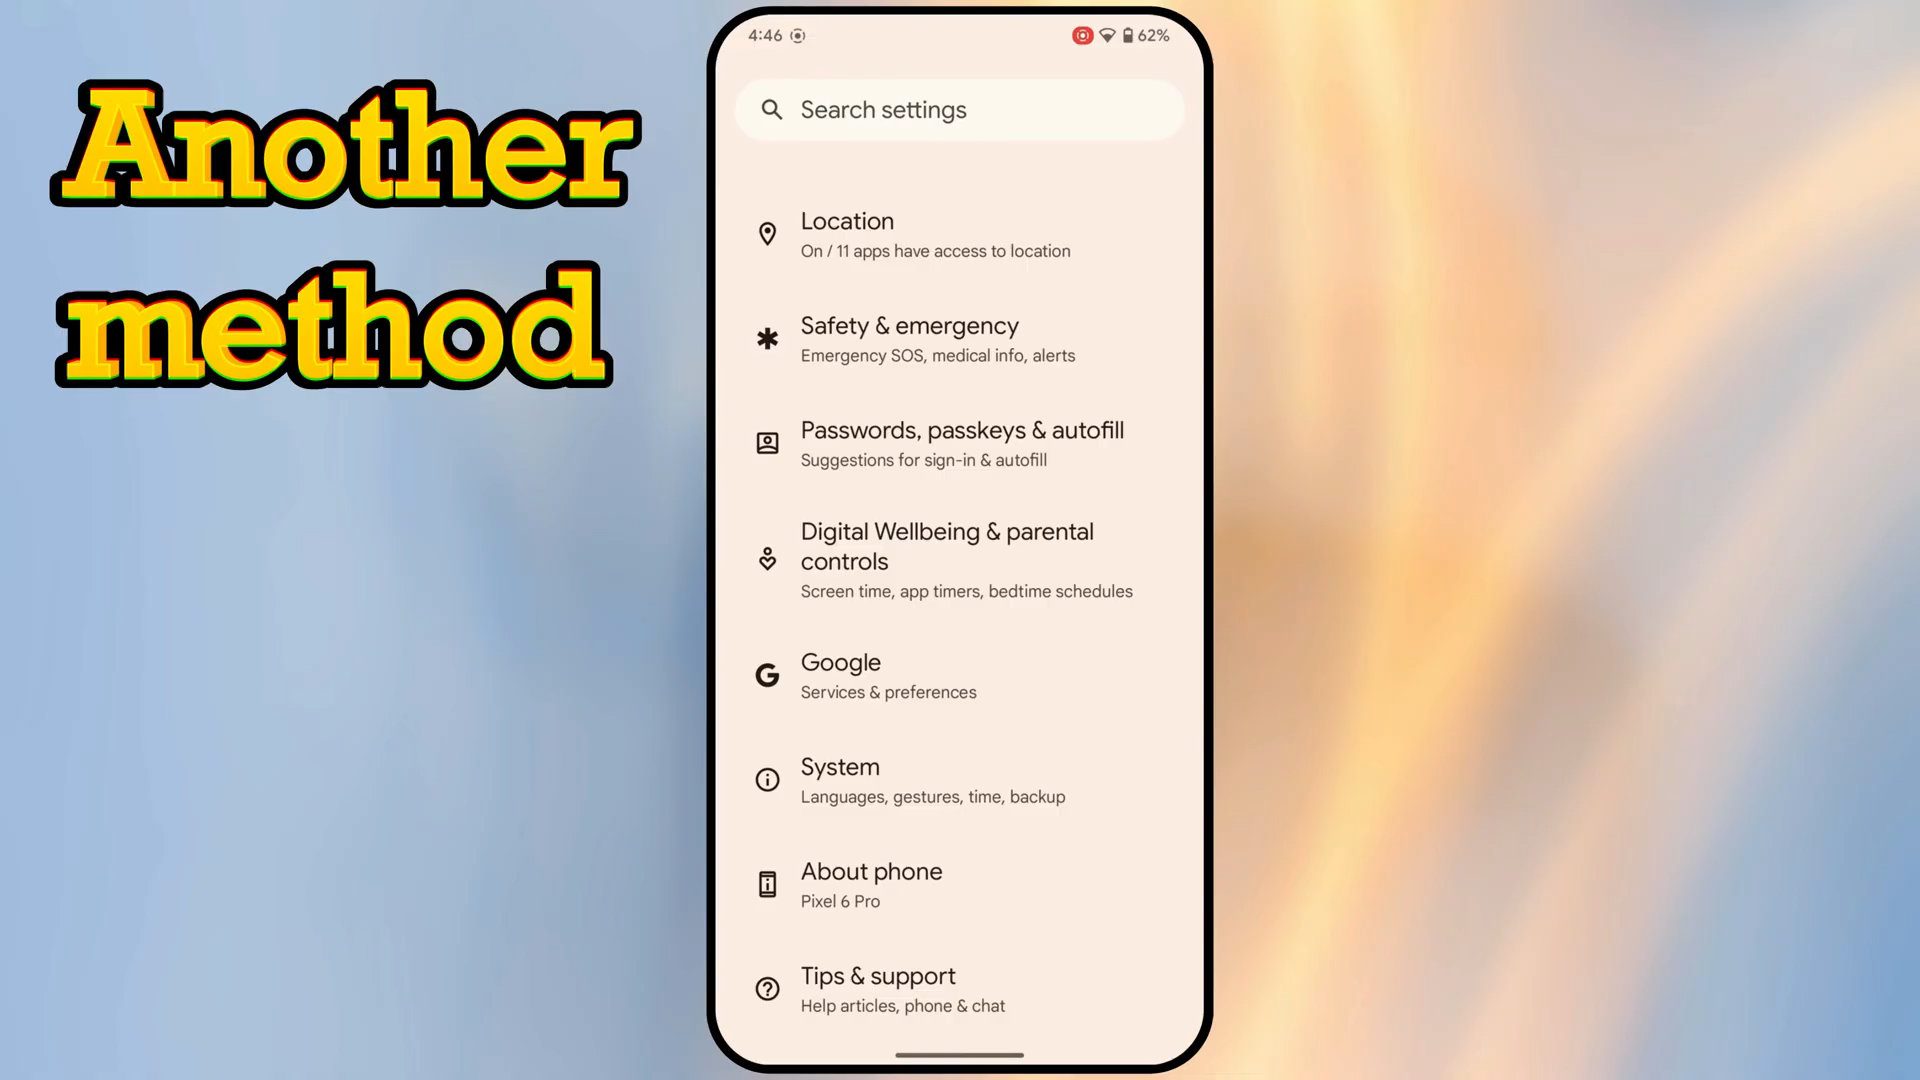 Another
method
4:46
62%
Search settings
Location
On / 11 apps have access to location
Safety & emergency
Emergency SOS, medical info, alerts
Passwords, passkeys & autofill
Suggestions for sign-in & autofill
Digital Wellbeing & parental
controls
Screen time, app timers, bedtime schedules
Google
Services & preferences
System
Languages, gestures, time, backup
About phone
Pixel 6 Pro
Tips & support
Help articles, phone & chat